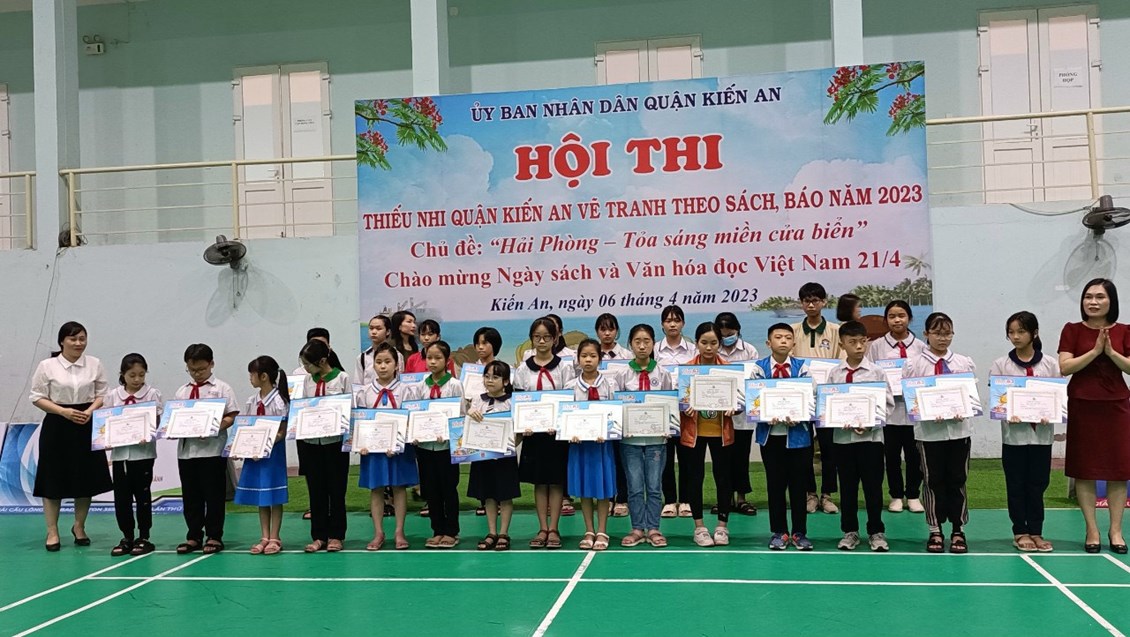 ỦY BAN NHÂN DÂN QUẬN KIẾN AN
HỘI THI
THIẾU NHI QUẬN KIẾN AN VẼ TRANH THEO SÁCH, BÁO NĂM 2023
Chủ đề: “Hải Phòng – Tỏa sáng miền cửa biển”
Chào mừng Ngày sách và Văn hóa đọc Việt Nam 21/4
Kiến An, ngày 06 tháng 4 năm 2023
PHÒNG
HỌP